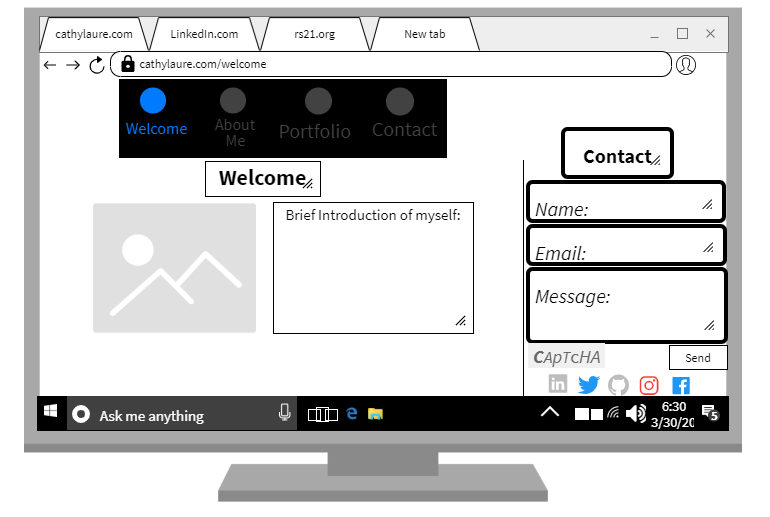 cathylaure.com
LinkedIn.com
rs21.org
New tab
cathylaure.com/welcome
Welcome
About
Me
Portfolio
Contact
Welcome
Brief Introduction of myself:
Contact
Name:
Email:
Message:
CApTcHA
Send
in
Ask me anything
6:30
3/30/20
5